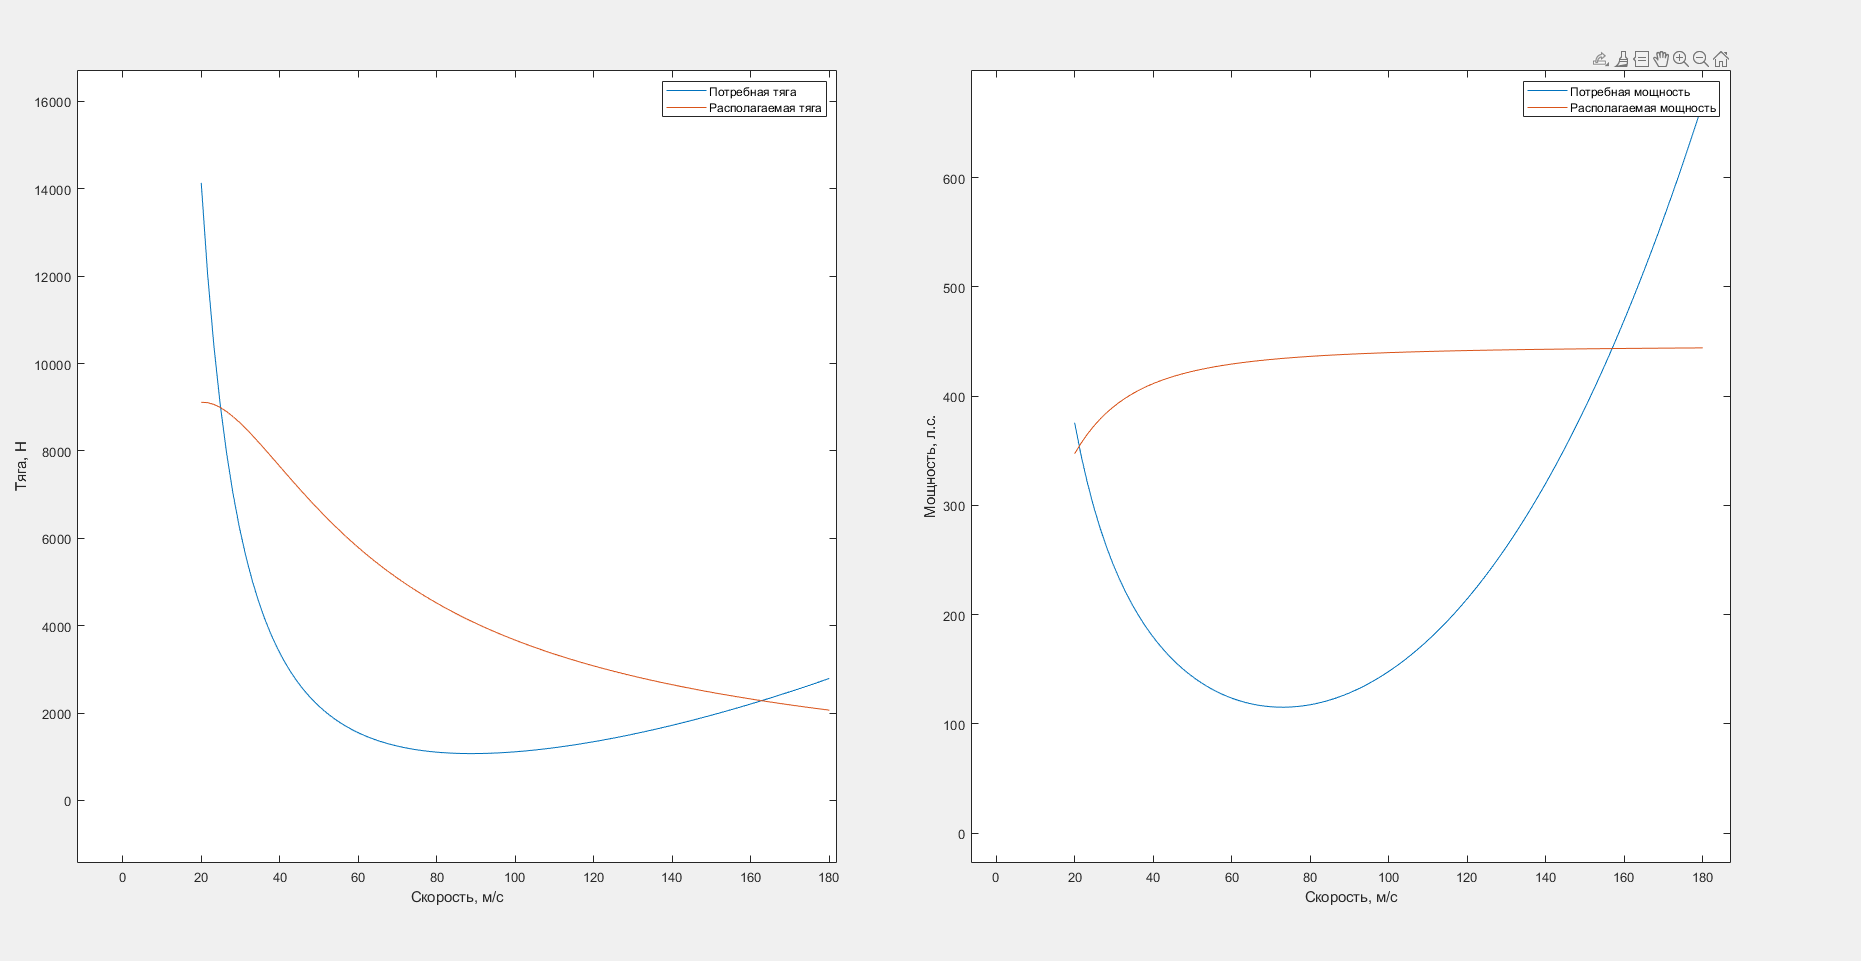 16000
14000
12000
10000
8000
6000
4000
2000
0
Тяга, Н
0 20 40 60 80 100 120 140 160 180
Скорость, м/с
Потребная тяга
Располагаемая тяга
600
500
400
300
200
100
0
Мощность, л.с.
0 20 40 60 80 100 120 140 160 180
Скорость, м/с
Потребная мощность
Располагаемая мощность